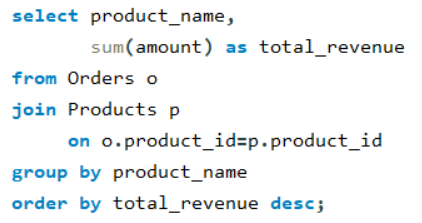 select product_name,
sum(amount) as total_revenue
from Orders o
join Products p
on o.product_id=p.product_id
group by product_name
order by total_revenue desc;